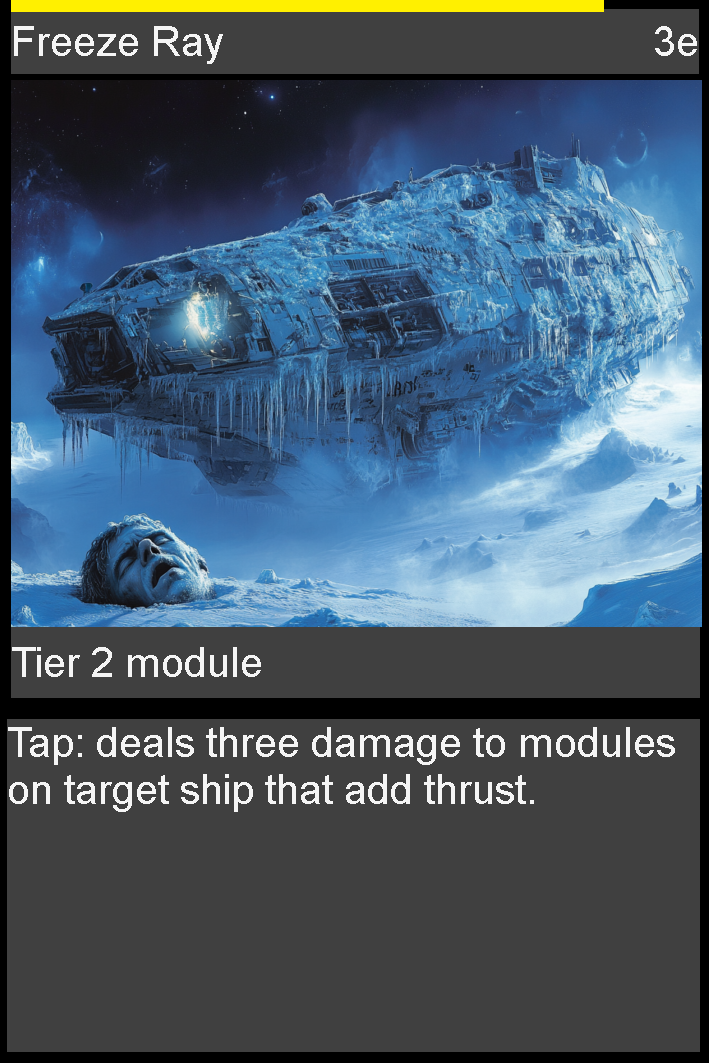 Freeze Ray
3e
Tier 2 module
Tap: deals three damage to modules
on target ship that add thrust.